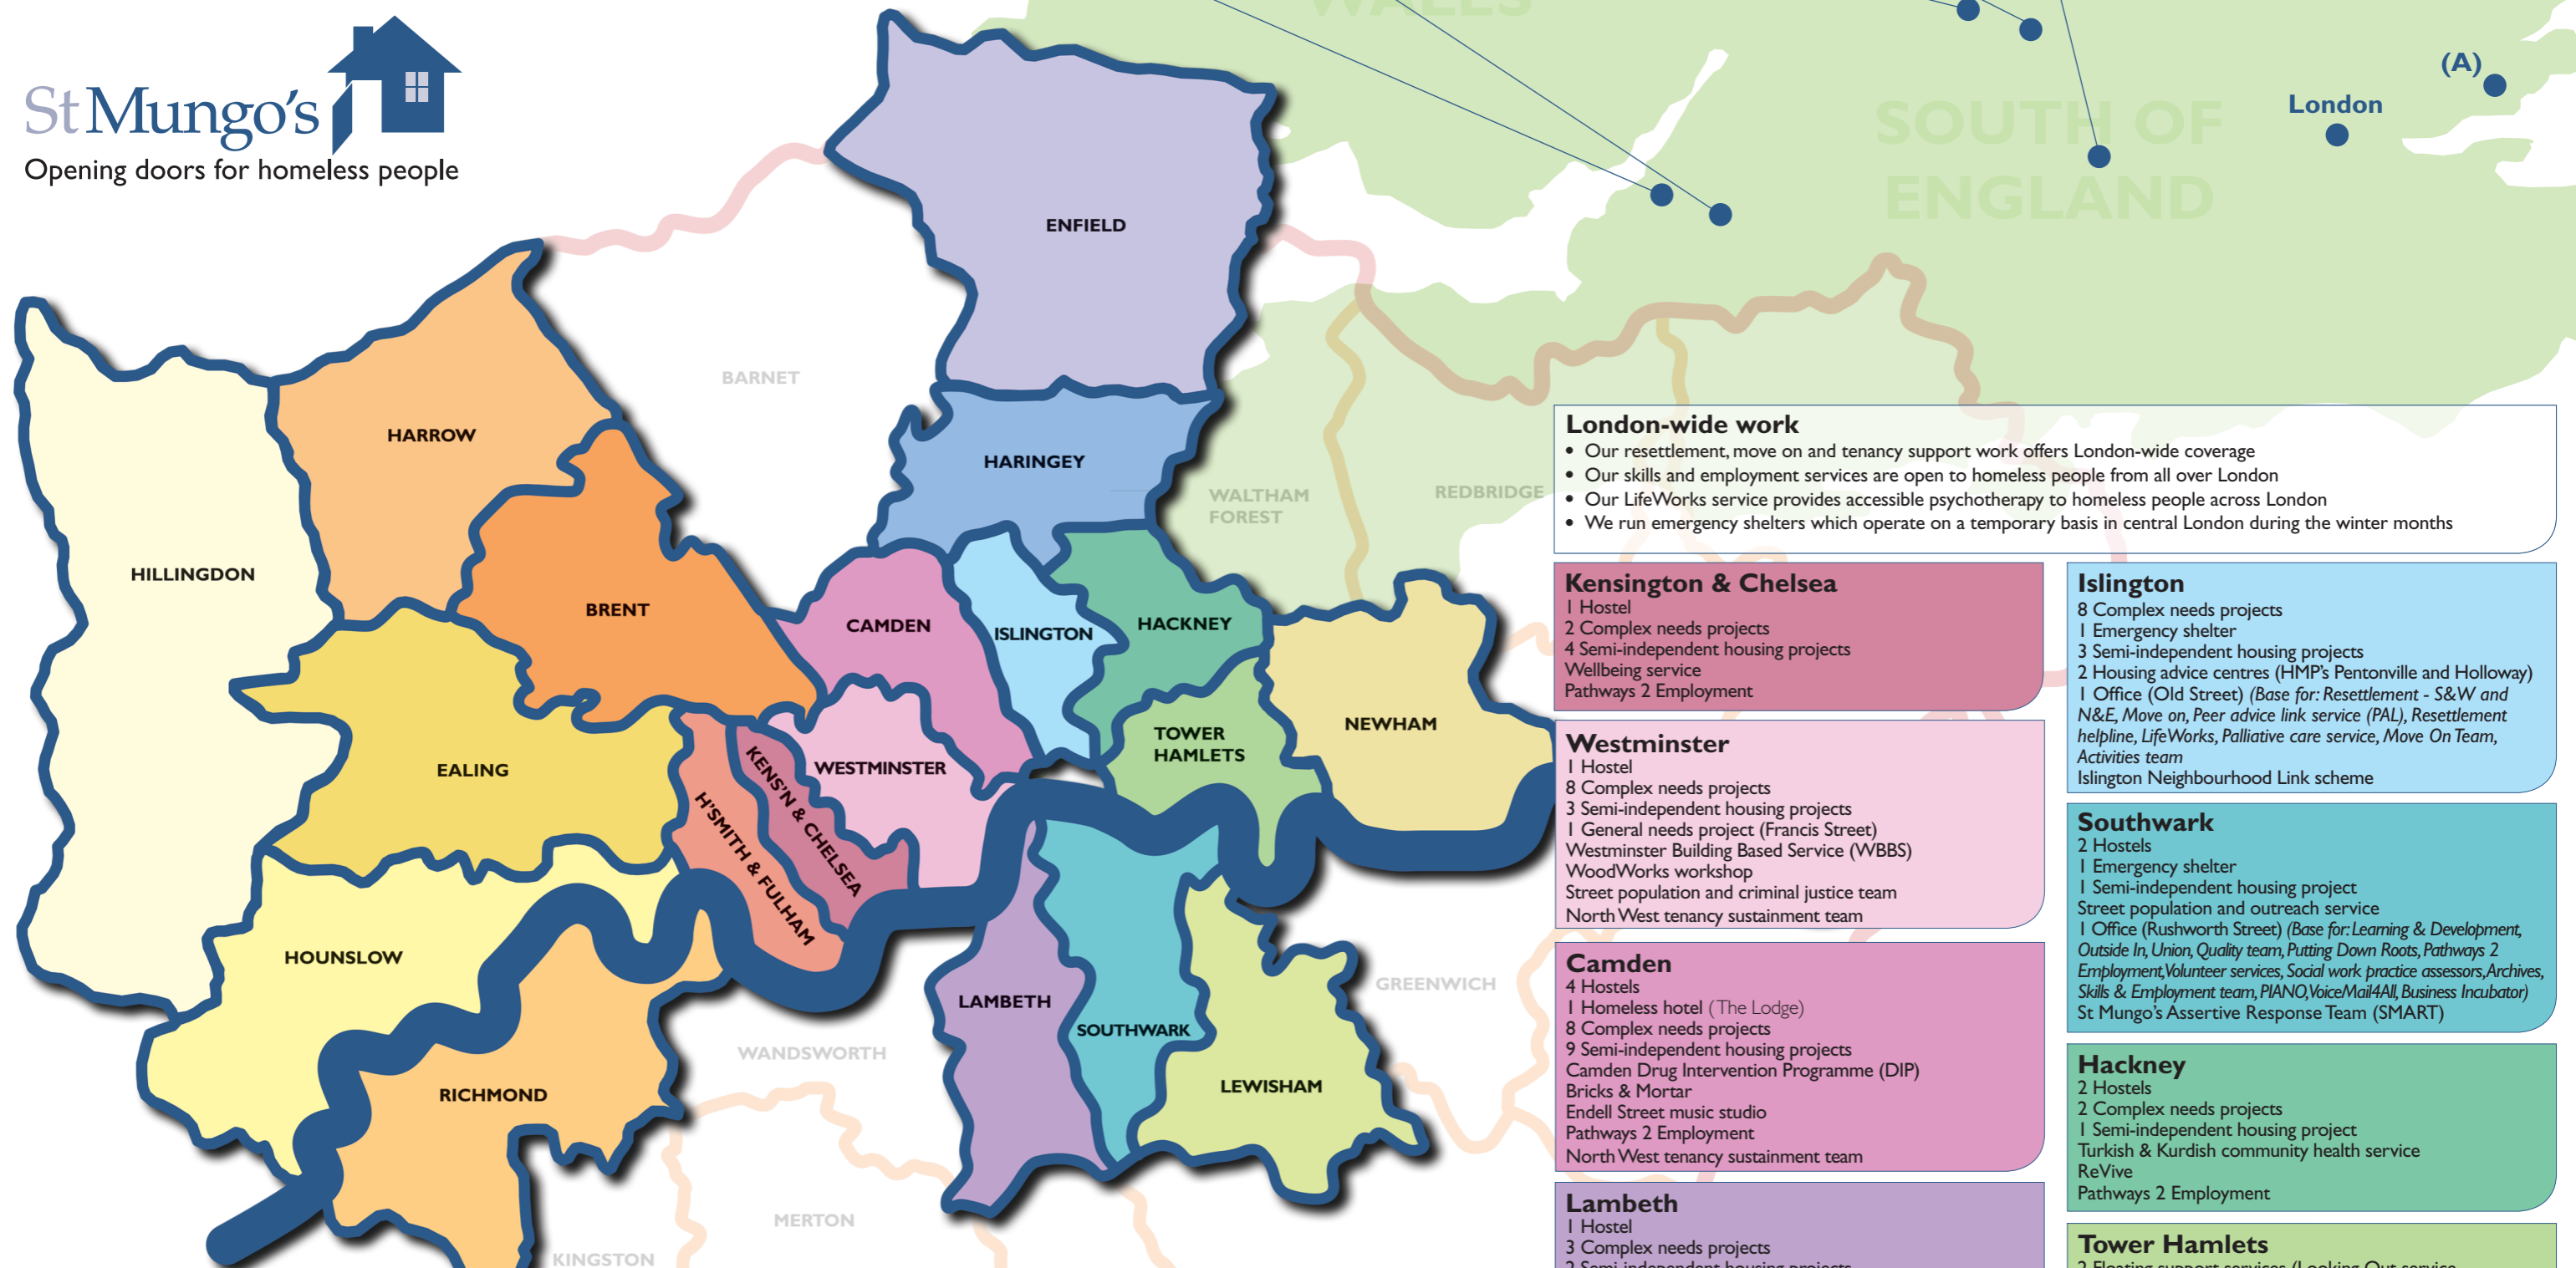 WALES
(A)
London
SOUTH OF
ENGLAND
St Mungo's
Opening doors for homeless people
ENFIELD
BARNET
HARROW
HARINGEY
WALTHAM
FOREST
REDBRIDGE
HILLINGDON
BRENT
CAMDEN
ISLINGTON
HACKNEY
NEWHAM
TOWER
HAMLETS
EALING
WESTMINSTER
KENS'N & CHELSEA
H'SMITH & FULHAM
HOUNSLOW
LAMBETH
SOUTHWARK
GREENWICH
WANDSWORTH
LEWISHAM
RICHMOND
MERTON
KINGSTON
London-wide work
• Our resettlement, move on and tenancy support work offers London-wide coverage
• Our skills and employment services are open to homeless people from all over London
• Our LifeWorks service provides accessible psychotherapy to homeless people across London
• We run emergency shelters which operate on a temporary basis in central London during the winter months
Kensington & Chelsea
1 Hostel
2 Complex needs projects
4 Semi-independent housing projects
Wellbeing service
Pathways 2 Employment
Westminster
1 Hostel
8 Complex needs projects
3 Semi-independent housing projects
1 General needs project (Francis Street)
Westminster Building Based Service (WBBS)
WoodWorks workshop
Street population and criminal justice team
North West tenancy sustainment team
Camden
4 Hostels
1 Homeless hotel (The Lodge)
8 Complex needs projects
9 Semi-independent housing projects
Camden Drug Intervention Programme (DIP)
Bricks & Mortar
Endell Street music studio
Pathways 2 Employment
North West tenancy sustainment team
Lambeth
1 Hostel
3 Complex needs projects
2 Semi-independent housing projects
Islington
8 Complex needs projects
1 Emergency shelter
3 Semi-independent housing projects
2 Housing advice centres (HMP's Pentonville and Holloway)
1 Office (Old Street) (Base for: Resettlement - S&W and
N&E, Move on, Peer advice link service (PAL), Resettlement
helpline, LifeWorks, Palliative care service, Move On Team,
Activities team
Islington Neighbourhood Link scheme
Southwark
2 Hostels
1 Emergency shelter
1 Semi-independent housing project
Street population and outreach service
1 Office (Rushworth Street) (Base for: Learning & Development,
Outside In, Union, Quality team, Putting Down Roots, Pathways 2
Employment, Volunteer services, Social work practice assessors, Archives,
Skills & Employment team, PIANO, VoiceMail4All, Business Incubator)
St Mungo's Assertive Response Team (SMART)
Hackney
2 Hostels
2 Complex needs projects
1 Semi-independent housing project
Turkish & Kurdish community health service
ReVive
Pathways 2 Employment
Tower Hamlets
2 Floating support services (Looking Out service